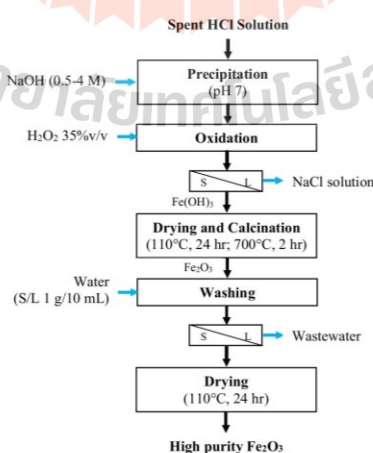 Spent HCl Solution
NaOH (0.5-4 M)
Precipitation
(pH 7)
H₂O₂ 35%v/v
Oxidation
S L
NaCl solution
Fe(OH)₃
Drying and Calcination
(110°C, 24 hr; 700°C, 2 hr)
Fe₂O₃
Water
(S/L 1 g/10 mL)
Washing
S L
Wastewater
Drying
(110°C, 24 hr)
High purity Fe₂O₃